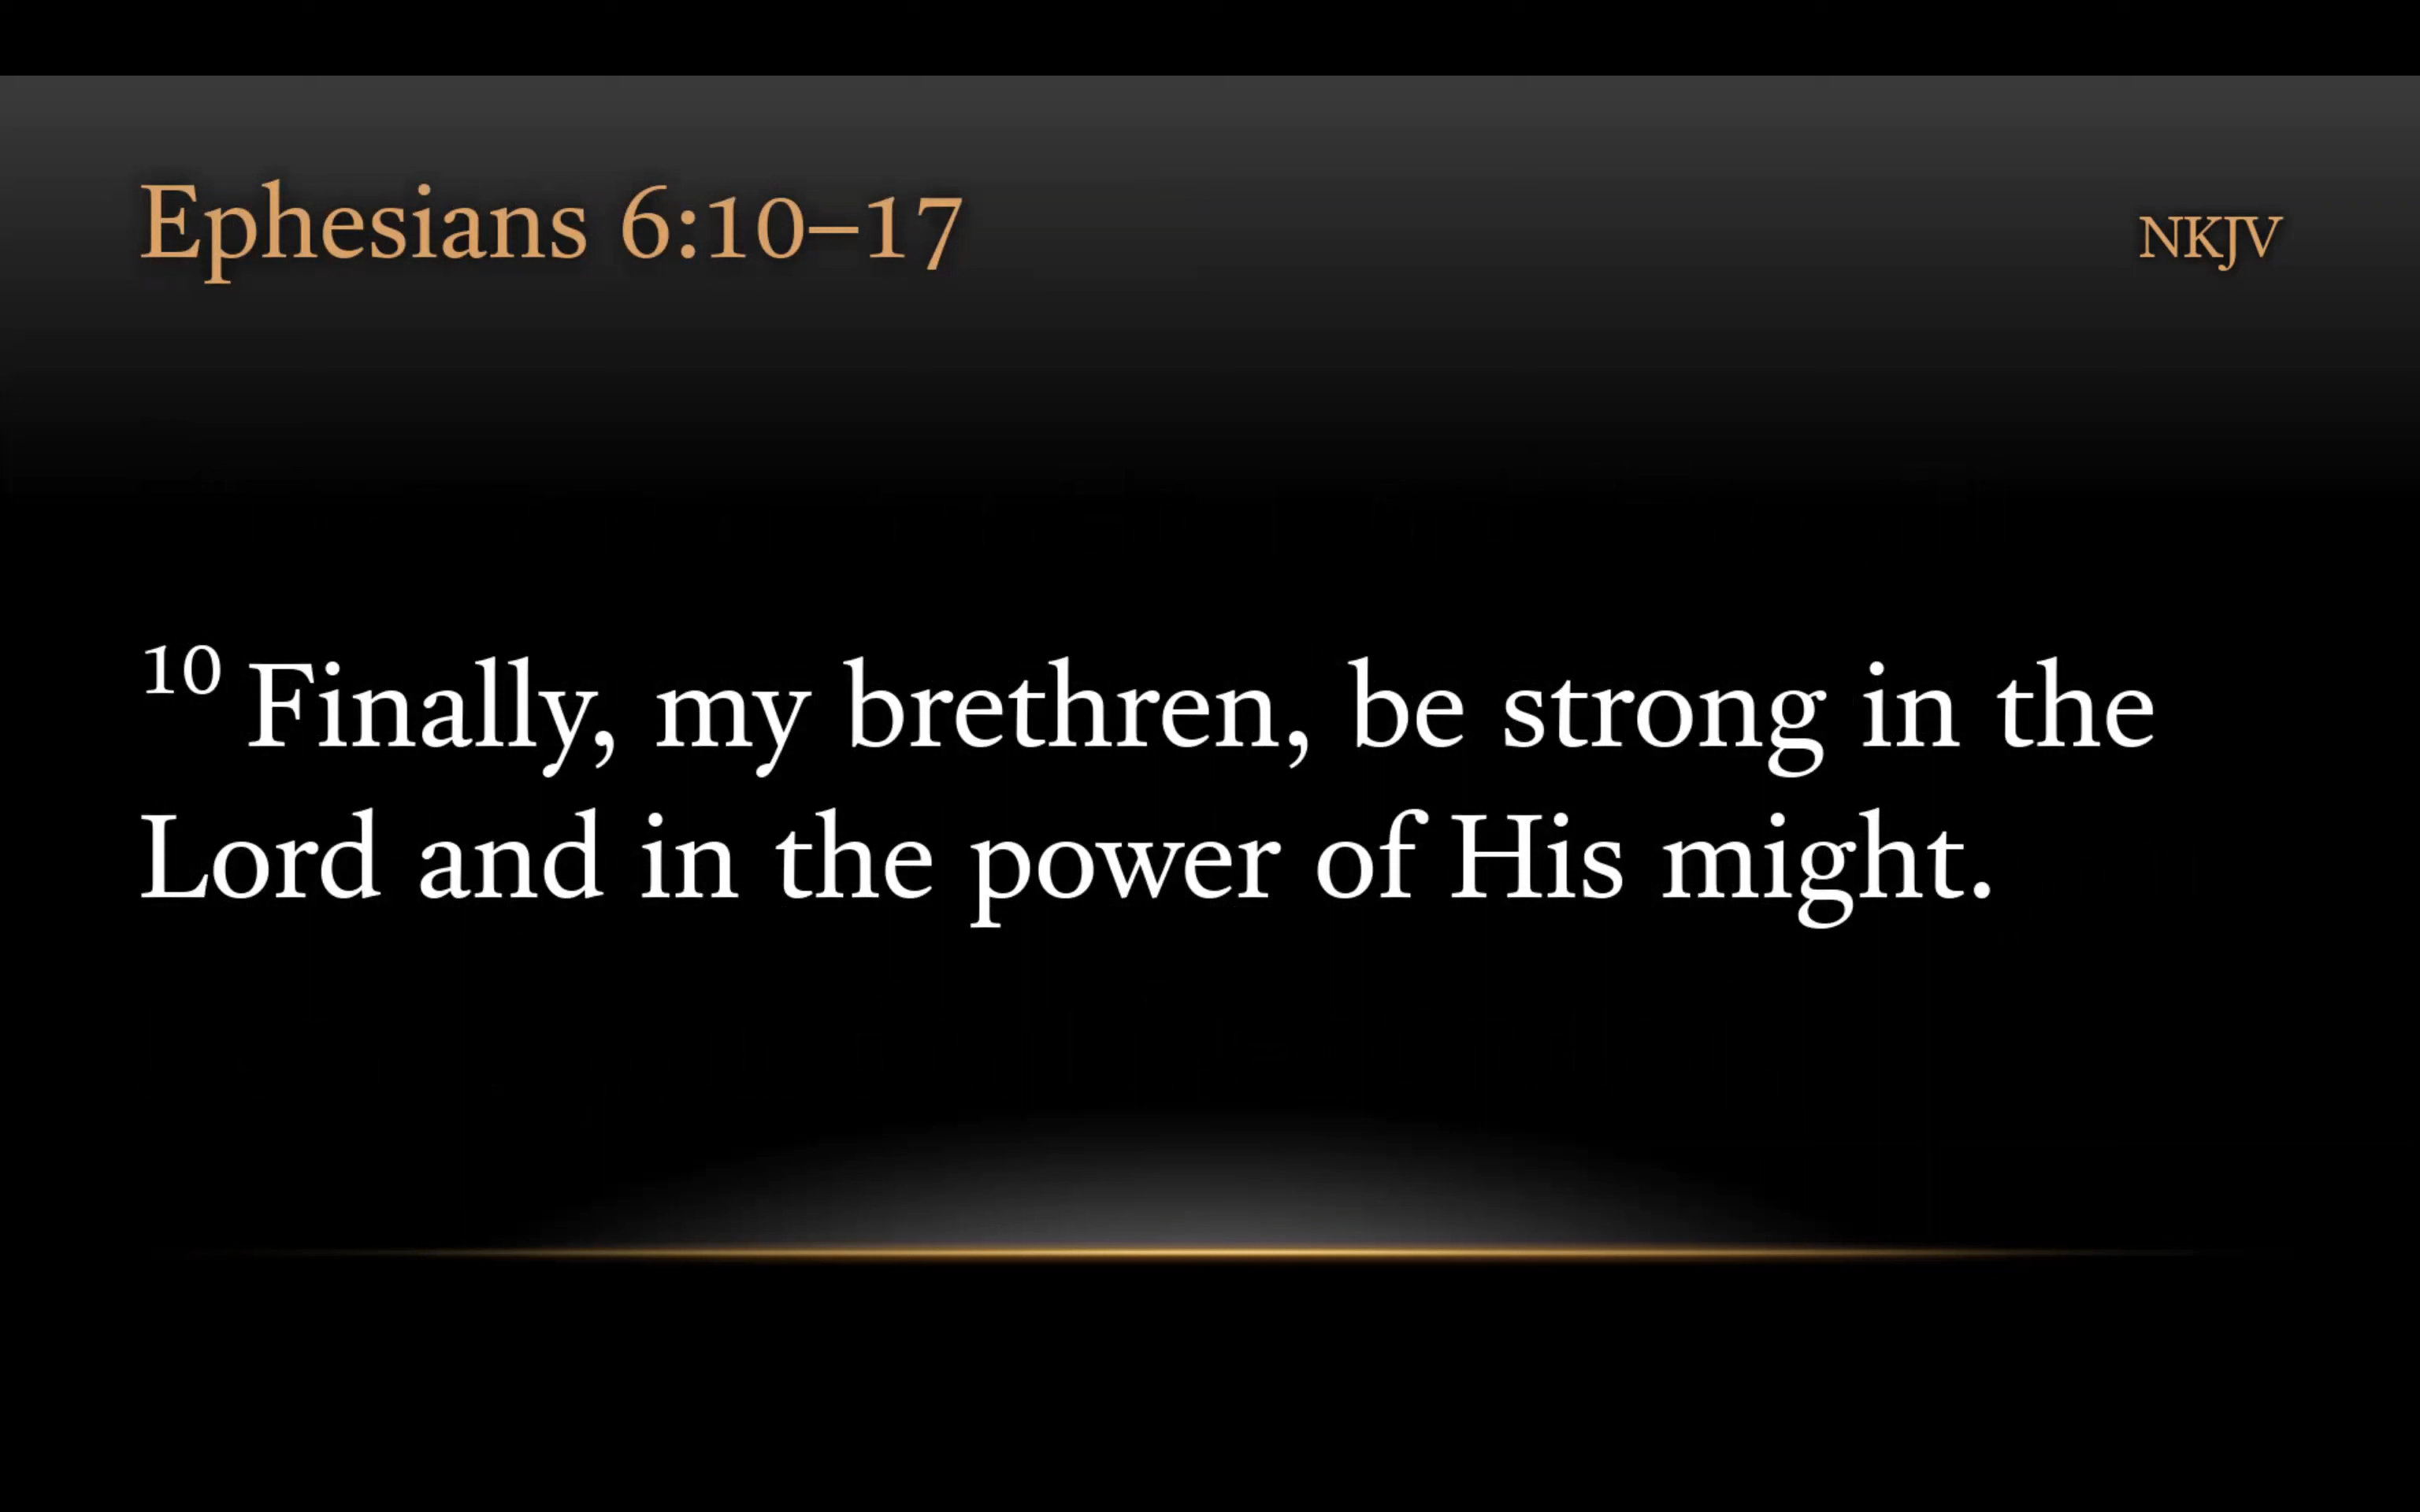 Ephesians 6:10–17
NKJV
10 Finally, my brethren, be strong in the
Lord and in the power of His might.